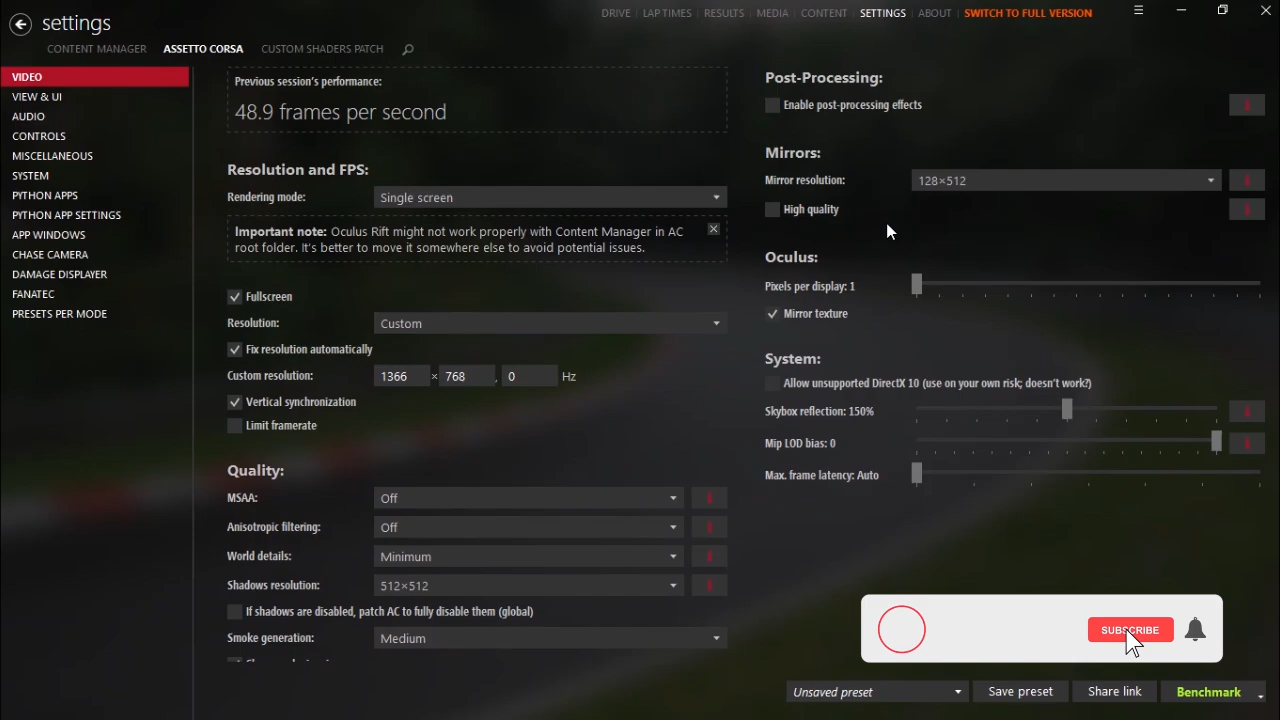 settings
DRIVE | LAP TIMES | RESULTS | MEDIA | CONTENT | SETTINGS | ABOUT | SWITCH TO FULL VERSION
CONTENT MANAGER ASSETTO CORSA CUSTOM SHADERS PATCH
VIDEO
VIEW & UI
AUDIO
CONTROLS
MISCELLANEOUS
SYSTEM
PYTHON APPS
PYTHON APP SETTINGS
APP WINDOWS
CHASE CAMERA
DAMAGE DISPLAYER
FANATEC
PRESETS PER MODE
Previous session's performance:
48.9 frames per second
Resolution and FPS:
Rendering mode: Single screen
Important note: Oculus Rift might not work properly with Content Manager in AC
root folder. It's better to move it somewhere else to avoid potential issues.
Fullscreen
Resolution: Custom
Fix resolution automatically
Custom resolution: 1366 × 768 , 0 Hz
Vertical synchronization
Limit framerate
Quality:
MSAA: Off
Anisotropic filtering: Off
World details: Minimum
Shadows resolution: 512×512
If shadows are disabled, patch AC to fully disable them (global)
Smoke generation: Medium
Post-Processing:
Enable post-processing effects
Mirrors:
Mirror resolution: 128×512
High quality
Oculus:
Pixels per display: 1
Mirror texture
System:
Allow unsupported DirectX 10 (use on your own risk; doesn't work?)
Skybox reflection: 150%
Mip LOD bias: 0
Max. frame latency: Auto
SUBSCRIBE
Unsaved preset Save preset Share link Benchmark